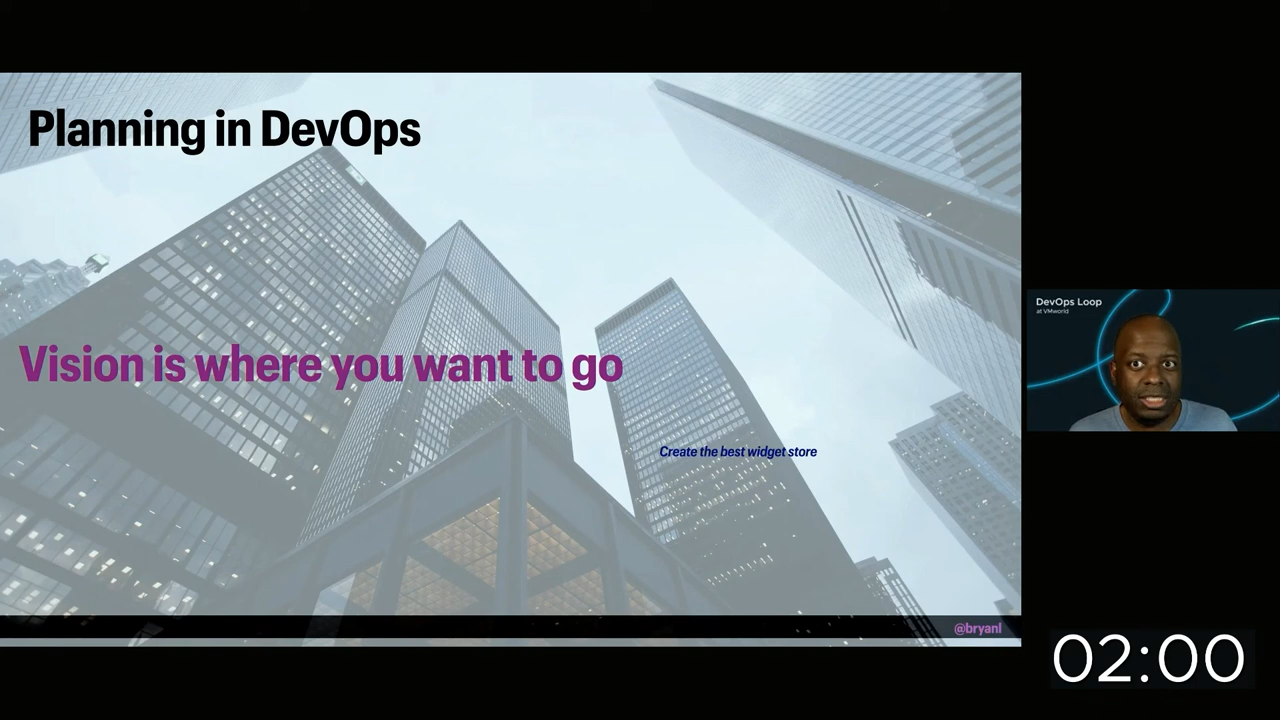 Planning in DevOps
Vision is where you want to go
Create the best widget store
@bryanl
DevOps Loop
at VMworld
02:00